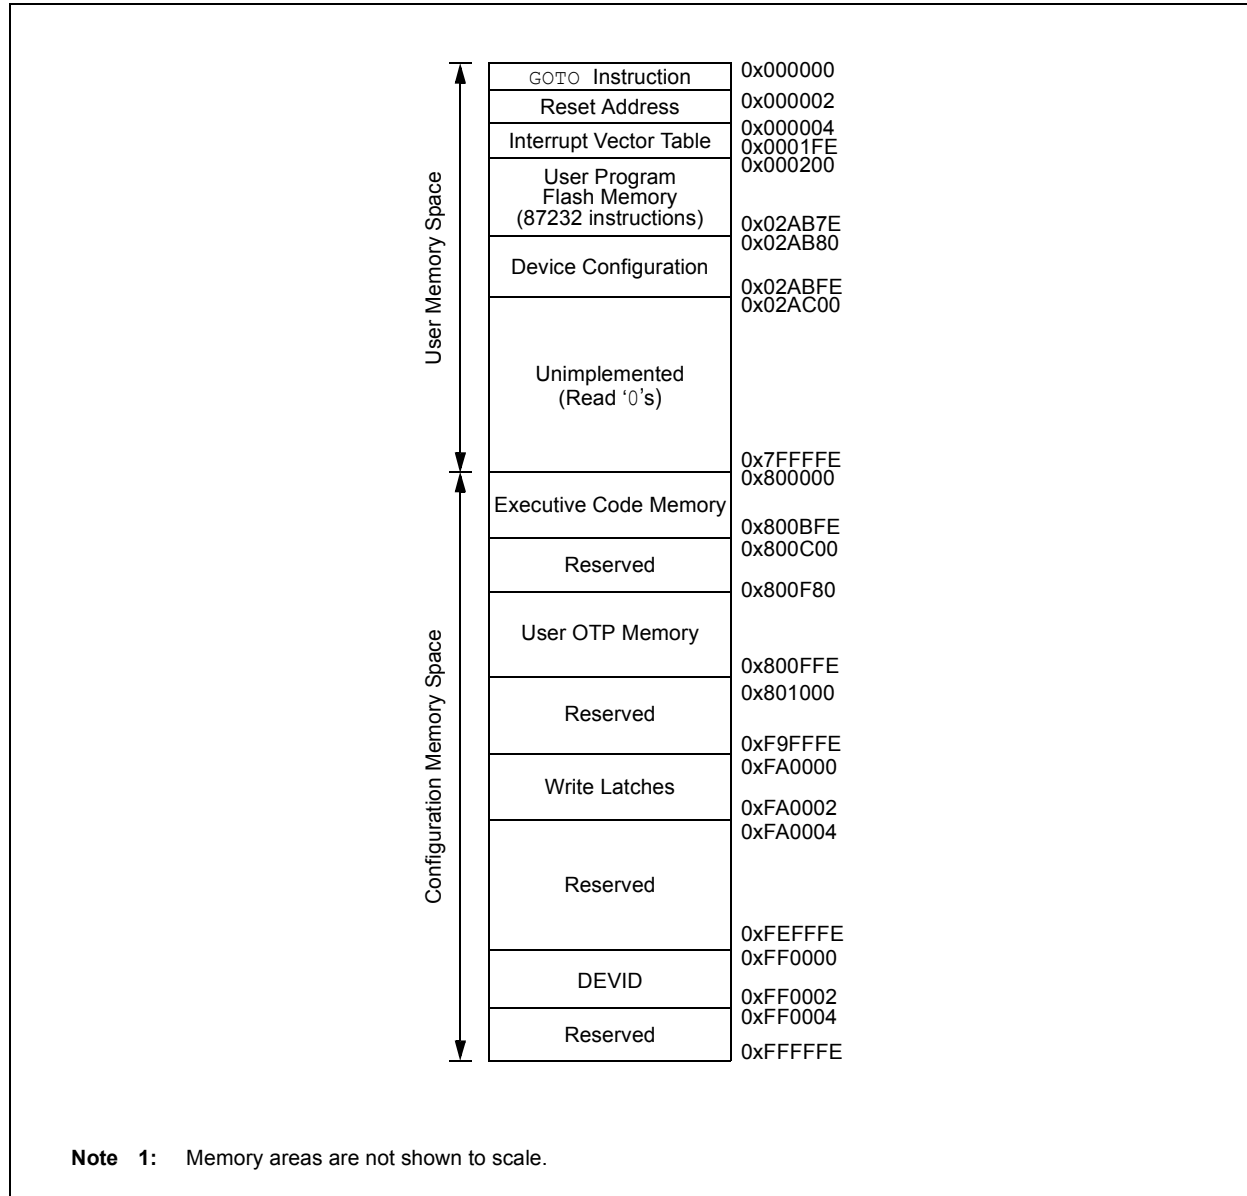 GOTO Instruction
0x000000
Reset Address
0x000002
Interrupt Vector Table
0x000004
0x0001FE
0x000200
User Program
Flash Memory
(87232 instructions)
0x02AB7E
0x02AB80
Device Configuration
0x02ABFE
0x02AC00
User Memory Space
Unimplemented
(Read ‘0’s)
0x7FFFFE
0x800000
Executive Code Memory
0x800BFE
0x800C00
Reserved
0x800F80
User OTP Memory
0x800FFE
0x801000
Reserved
0xF9FFFE
0xFA0000
Configuration Memory Space
Write Latches
0xFA0002
0xFA0004
Reserved
0xFEFFFE
0xFF0000
DEVID
0xFF0002
0xFF0004
Reserved
0xFFFFFE
Note 1: Memory areas are not shown to scale.